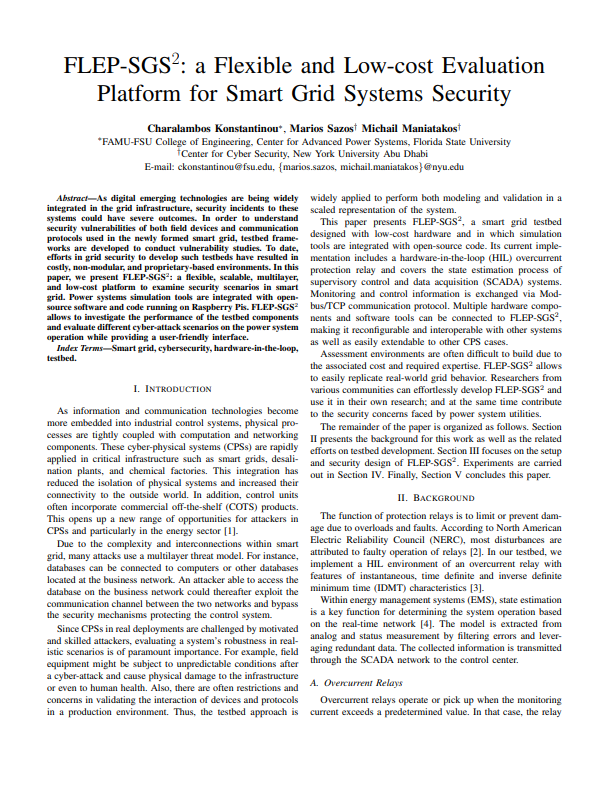 FLEP-SGS²: a Flexible and Low-cost Evaluation
Platform for Smart Grid Systems Security
Charalambos Konstantinou*, Marios Sazos† Michail Maniatakos†
*FAMU-FSU College of Engineering, Center for Advanced Power Systems, Florida State University
†Center for Cyber Security, New York University Abu Dhabi
E-mail: ckonstantinou@fsu.edu, {marios.sazos, michail.maniatakos}@nyu.edu
Abstract—As digital emerging technologies are being widely
integrated in the grid infrastructure, security incidents to these
systems could have severe outcomes. In order to understand
security vulnerabilities of both field devices and communication
protocols used in the newly formed smart grid, testbed frame-
works are developed to conduct vulnerability studies. To date,
efforts in grid security to develop such testbeds have resulted in
costly, non-modular, and proprietary-based environments. In this
paper, we present FLEP-SGS²: a flexible, scalable, multilayer,
and low-cost platform to examine security scenarios in smart
grid. Power systems simulation tools are integrated with open-
source software and code running on Raspberry Pis. FLEP-SGS²
allows to investigate the performance of the testbed components
and evaluate different cyber-attack scenarios on the power system
operation while providing a user-friendly interface.
Index Terms—Smart grid, cybersecurity, hardware-in-the-loop,
testbed.
I. Introduction
As information and communication technologies become
more embedded into industrial control systems, physical pro-
cesses are tightly coupled with computation and networking
components. These cyber-physical systems (CPSs) are rapidly
applied in critical infrastructure such as smart grids, desali-
nation plants, and chemical factories. This integration has
reduced the isolation of physical systems and increased their
connectivity to the outside world. In addition, control units
often incorporate commercial off-the-shelf (COTS) products.
This opens up a new range of opportunities for attackers in
CPSs and particularly in the energy sector [1].
Due to the complexity and interconnections within smart
grid, many attacks use a multilayer threat model. For instance,
databases can be connected to computers or other databases
located at the business network. An attacker able to access the
database on the business network could thereafter exploit the
communication channel between the two networks and bypass
the security mechanisms protecting the control system.
Since CPSs in real deployments are challenged by motivated
and skilled attackers, evaluating a system's robustness in real-
istic scenarios is of paramount importance. For example, field
equipment might be subject to unpredictable conditions after
a cyber-attack and cause physical damage to the infrastructure
or even to human health. Also, there are often restrictions and
concerns in validating the interaction of devices and protocols
in a production environment. Thus, the testbed approach is
widely applied to perform both modeling and validation in a
scaled representation of the system.
This paper presents FLEP-SGS², a smart grid testbed
designed with low-cost hardware and in which simulation
tools are integrated with open-source code. Its current imple-
mentation includes a hardware-in-the-loop (HIL) overcurrent
protection relay and covers the state estimation process of
supervisory control and data acquisition (SCADA) systems.
Monitoring and control information is exchanged via Mod-
bus/TCP communication protocol. Multiple hardware compo-
nents and software tools can be connected to FLEP-SGS²,
making it reconfigurable and interoperable with other systems
as well as easily extendable to other CPS cases.
Assessment environments are often difficult to build due to
the associated cost and required expertise. FLEP-SGS² allows
to easily replicate real-world grid behavior. Researchers from
various communities can effortlessly develop FLEP-SGS² and
use it in their own research; and at the same time contribute
to the security concerns faced by power system utilities.
The remainder of the paper is organized as follows. Section
II presents the background for this work as well as the related
efforts on testbed development. Section III focuses on the setup
and security design of FLEP-SGS². Experiments are carried
out in Section IV. Finally, Section V concludes this paper.
II. Background
The function of protection relays is to limit or prevent dam-
age due to overloads and faults. According to North American
Electric Reliability Council (NERC), most disturbances are
attributed to faulty operation of relays [2]. In our testbed, we
implement a HIL environment of an overcurrent relay with
features of instantaneous, time definite and inverse definite
minimum time (IDMT) characteristics [3].
Within energy management systems (EMS), state estimation
is a key function for determining the system operation based
on the real-time network [4]. The model is extracted from
analog and status measurement by filtering errors and lever-
aging redundant data. The collected information is transmitted
through the SCADA network to the control center.
A. Overcurrent Relays
Overcurrent relays operate or pick up when the monitoring
current exceeds a predetermined value. In that case, the relay